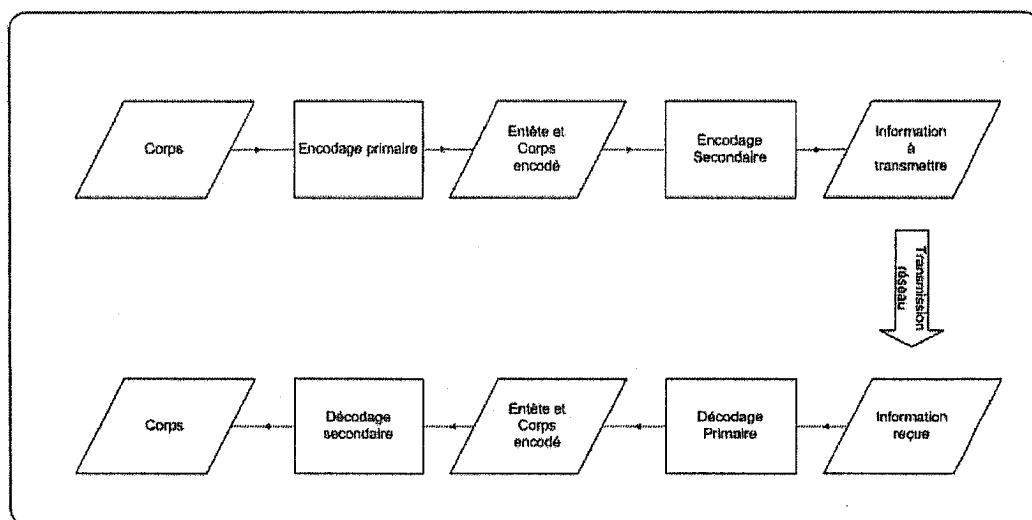 Corps
Encodage primaire
Entête et
Corps
encodé
Encodage
Secondaire
Information
à
transmettre
Transmission
réseau
Corps
Décodage
secondaire
Entête et
Corps
encodé
Décodage
Primaire
Information
reçue